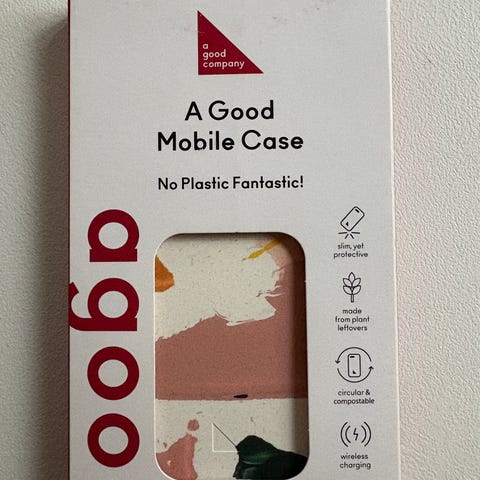 a
good
company
A Good
Mobile Case
No Plastic Fantastic!
agoo
slim, yet
protective
made
from plant
leftovers
circular &
compostable
wireless
charging